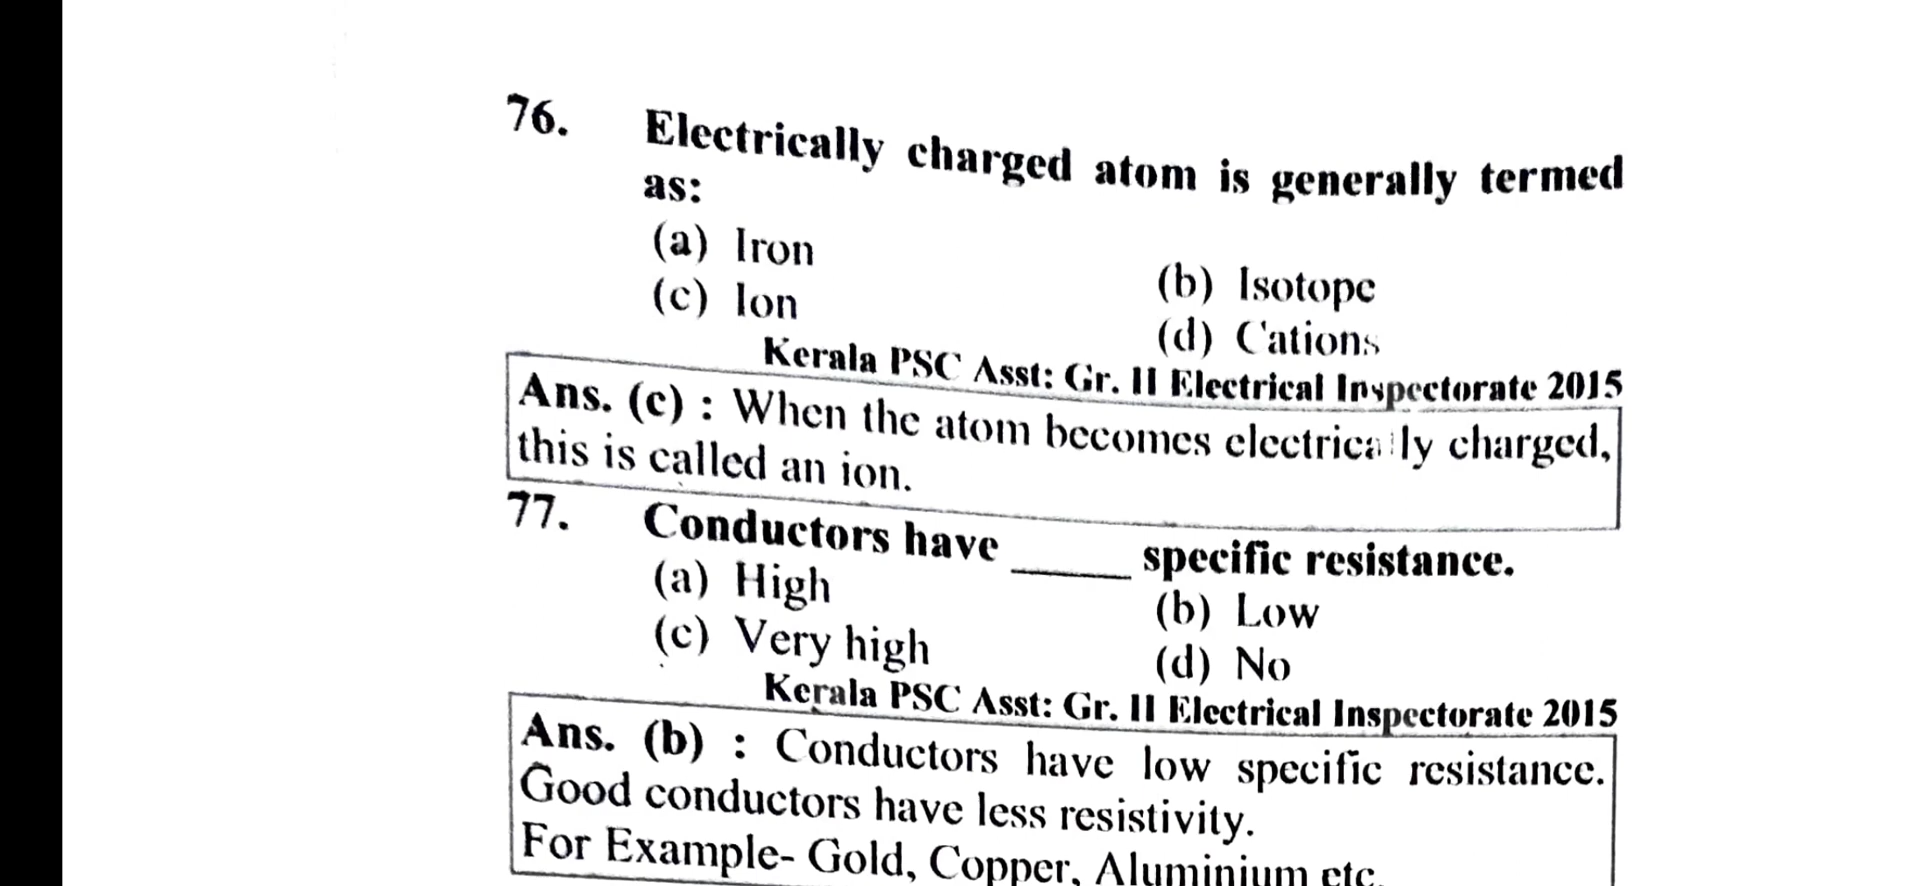 76. Electrically charged atom is generally termed
as:
(a) Iron (b) Isotope
(c) Ion (d) Cations
Kerala PSC Asst: Gr. II Electrical Inspectorate 2015
Ans. (c) : When the atom becomes electrically charged,
this is called an ion.
77. Conductors have _____ specific resistance.
(a) High (b) Low
(c) Very high (d) No
Kerala PSC Asst: Gr. II Electrical Inspectorate 2015
Ans. (b) : Conductors have low specific resistance.
Good conductors have less resistivity.
For Example- Gold, Copper, Aluminium etc.